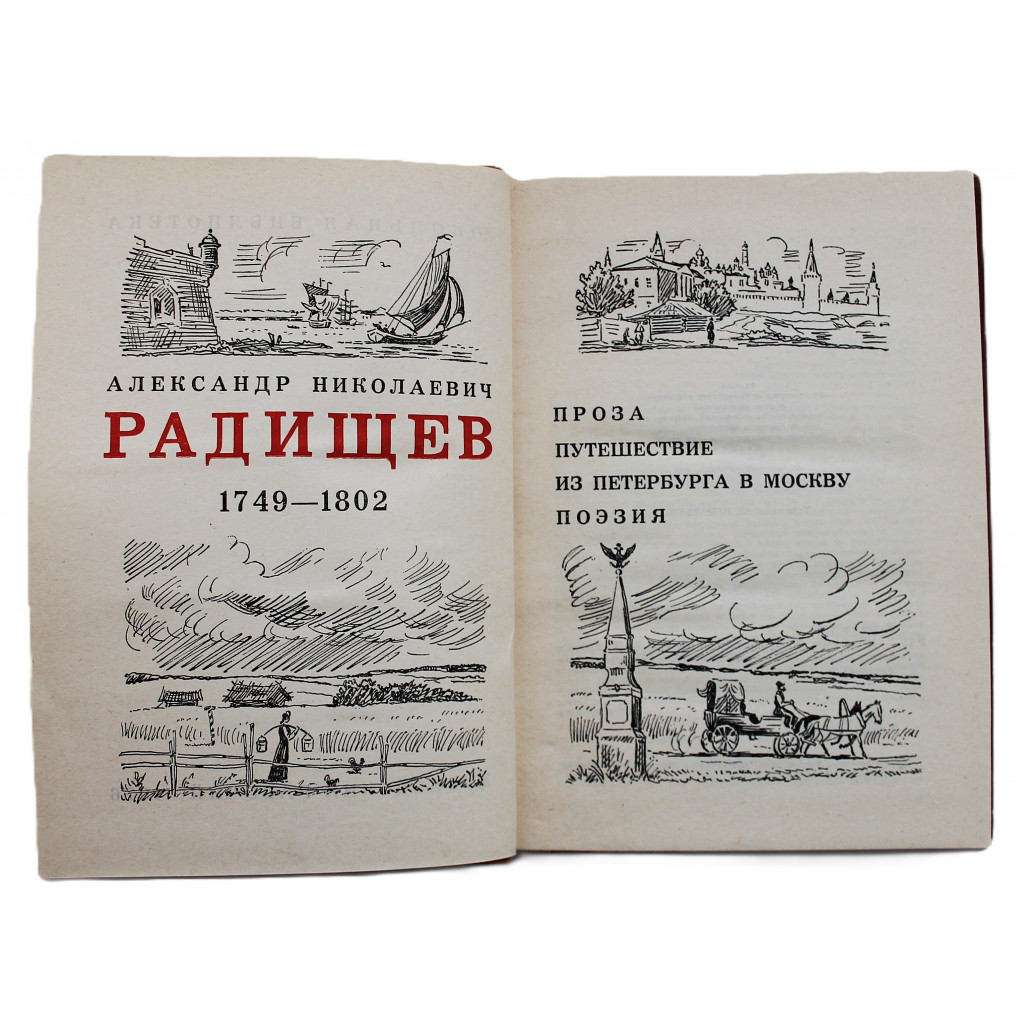 АЛЕКСАНДР НИКОЛАЕВИЧ
РАДИЩЕВ
1749—1802
ПРОЗА
ПУТЕШЕСТВИЕ
ИЗ ПЕТЕРБУРГА В МОСКВУ
ПОЭЗИЯ